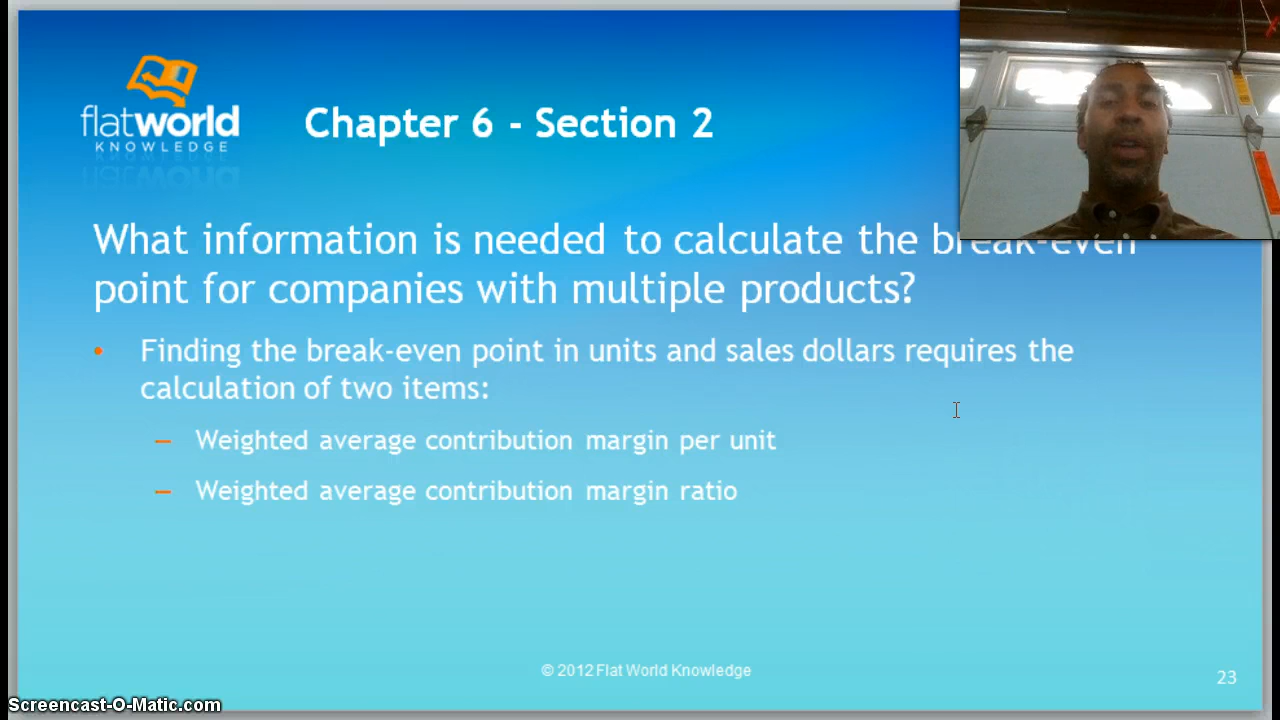 flatworld
KNOWLEDGE
Chapter 6 - Section 2
What information is needed to calculate the break-even
point for companies with multiple products?
• Finding the break-even point in units and sales dollars requires the
calculation of two items:
– Weighted average contribution margin per unit
– Weighted average contribution margin ratio
© 2012 Flat World Knowledge
23
Screencast-O-Matic.com